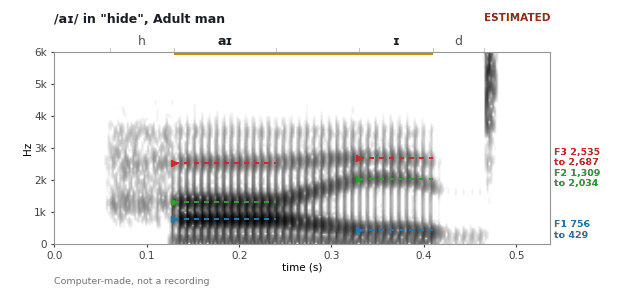 /aɪ/ in "hide", Adult man
ESTIMATED
h aɪ ɪ d
6k
5k
4k
3k
2k
1k
0
Hz
F3 2,535
to 2,687
F2 1,309
to 2,034
F1 756
to 429
0.0 0.1 0.2 0.3 0.4 0.5
time (s)
Computer-made, not a recording